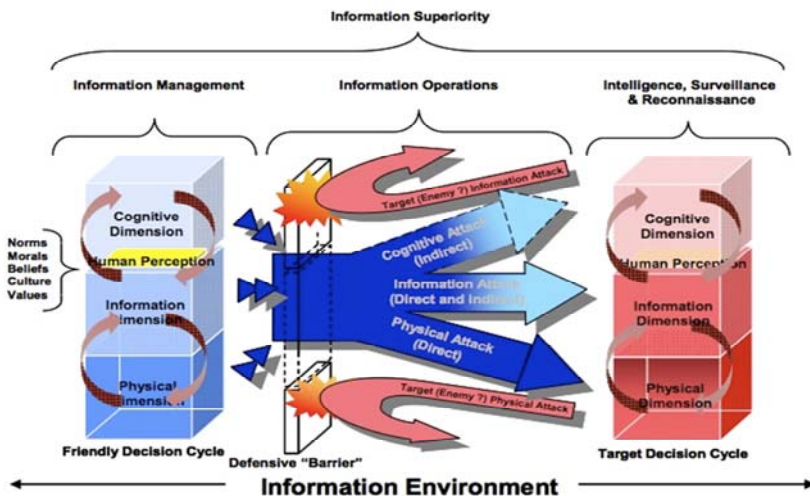 Information Superiority
Information Management
Information Operations
Intelligence, Surveillance
& Reconnaissance
Norms
Morals
Beliefs
Culture
Values
Cognitive
Dimension
Human Perception
Information
Dimension
Physical
Dimension
Friendly Decision Cycle
Target (Enemy ?) Information Attack
Cognitive Attack
(Indirect)
Information Attack
(Direct and Indirect)
Physical Attack
(Direct)
Target (Enemy ?) Physical Attack
Defensive "Barrier"
Cognitive
Dimension
Human Perception
Information
Dimension
Physical
Dimension
Target Decision Cycle
Information Environment